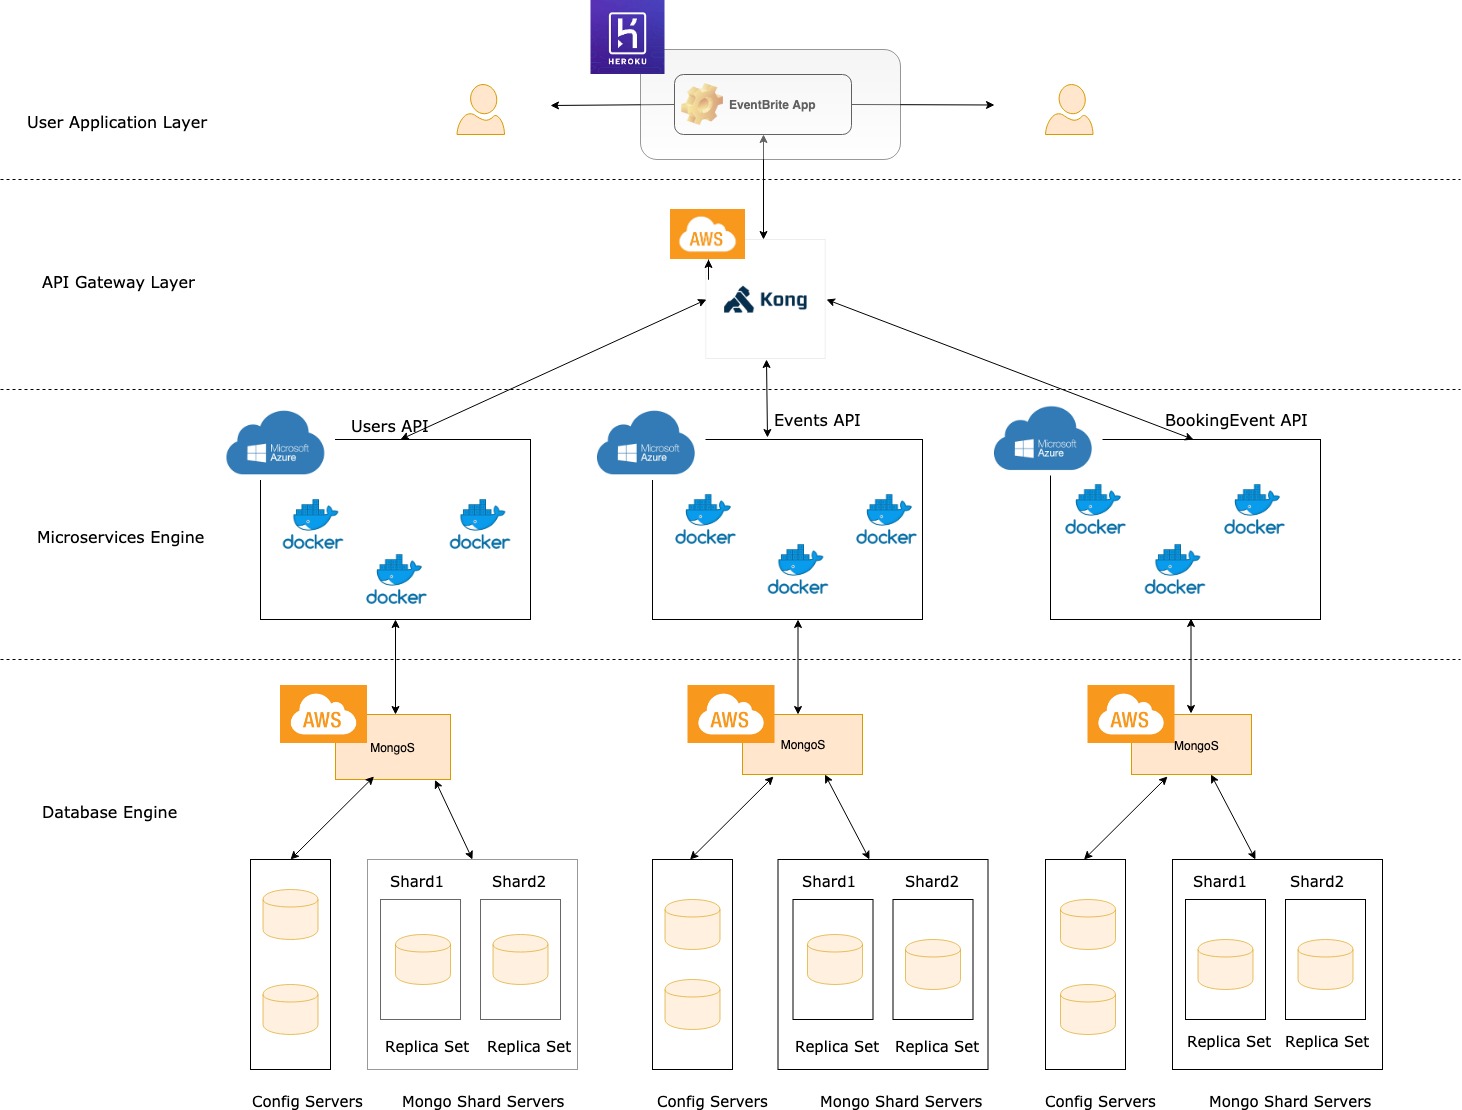 HEROKU
EventBrite App
User Application Layer
AWS
API Gateway Layer
Kong
Users API
Events API
BookingEvent API
Microsoft Azure
Microsoft Azure
Microsoft Azure
docker
docker
docker
docker
docker
docker
docker
docker
docker
Microservices Engine
AWS
MongoS
AWS
MongoS
AWS
MongoS
Database Engine
Shard1
Shard2
Shard1
Shard2
Shard1
Shard2
Replica Set
Replica Set
Replica Set
Replica Set
Replica Set
Replica Set
Config Servers
Mongo Shard Servers
Config Servers
Mongo Shard Servers
Config Servers
Mongo Shard Servers